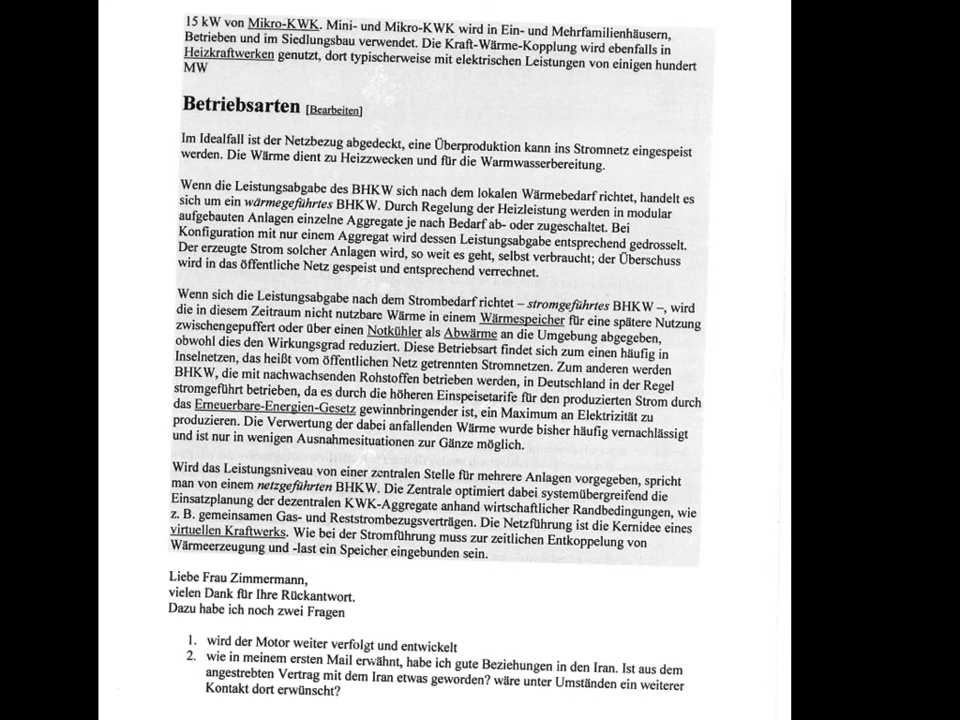 15 kW von Mikro-KWK. Mini- und Mikro-KWK wird in Ein- und Mehrfamilienhäusern,
Betrieben und im Siedlungsbau verwendet. Die Kraft-Wärme-Kopplung wird ebenfalls in
Heizkraftwerken genutzt, dort typischerweise mit elektrischen Leistungen von einigen hundert
MW
Betriebsarten [Bearbeiten]
Im Idealfall ist der Netzbezug abgedeckt, eine Überproduktion kann ins Stromnetz eingespeist
werden. Die Wärme dient zu Heizzwecken und für die Warmwasserbereitung.
Wenn die Leistungsabgabe des BHKW sich nach dem lokalen Wärmebedarf richtet, handelt es
sich um ein wärmegeführtes BHKW. Durch Regelung der Heizleistung werden in modular
aufgebauten Anlagen einzelne Aggregate je nach Bedarf ab- oder zugeschaltet. Bei
Konfiguration mit nur einem Aggregat wird dessen Leistungsabgabe entsprechend gedrosselt.
Der erzeugte Strom solcher Anlagen wird, so weit es geht, selbst verbraucht; der Überschuss
wird in das öffentliche Netz gespeist und entsprechend verrechnet.
Wenn sich die Leistungsabgabe nach dem Strombedarf richtet – stromgeführtes BHKW –, wird
die in diesem Zeitraum nicht nutzbare Wärme in einem Wärmespeicher für eine spätere Nutzung
zwischengepuffert oder über einen Notkühler als Abwärme an die Umgebung abgegeben,
obwohl dies den Wirkungsgrad reduziert. Diese Betriebsart findet sich zum einen häufig in
Inselnetzen, das heißt vom öffentlichen Netz getrennten Stromnetzen. Zum anderen werden
BHKW, die mit nachwachsenden Rohstoffen betrieben werden, in Deutschland in der Regel
stromgeführt betrieben, da es durch die höheren Einspeisetarife für den produzierten Strom durch
das Erneuerbare-Energien-Gesetz gewinnbringender ist, ein Maximum an Elektrizität zu
produzieren. Die Verwertung der dabei anfallenden Wärme wurde bisher häufig vernachlässigt
und ist nur in wenigen Ausnahmesituationen zur Gänze möglich.
Wird das Leistungsniveau von einer zentralen Stelle für mehrere Anlagen vorgegeben, spricht
man von einem netzgeführten BHKW. Die Zentrale optimiert dabei systemübergreifend die
Einsatzplanung der dezentralen KWK-Aggregate anhand wirtschaftlicher Randbedingungen, wie
z. B. gemeinsamen Gas- und Reststrombezugsverträgen. Die Netzführung ist die Kernidee eines
virtuellen Kraftwerks. Wie bei der Stromführung muss zur zeitlichen Entkoppelung von
Wärmeerzeugung und -last ein Speicher eingebunden sein.
Liebe Frau Zimmermann,
vielen Dank für Ihre Rückantwort.
Dazu habe ich noch zwei Fragen
1. wird der Motor weiter verfolgt und entwickelt
2. wie in meinem ersten Mail erwähnt, habe ich gute Beziehungen in den Iran. Ist aus dem
angestrebten Vertrag mit dem Iran etwas geworden? wäre unter Umständen ein weiterer
Kontakt dort erwünscht?